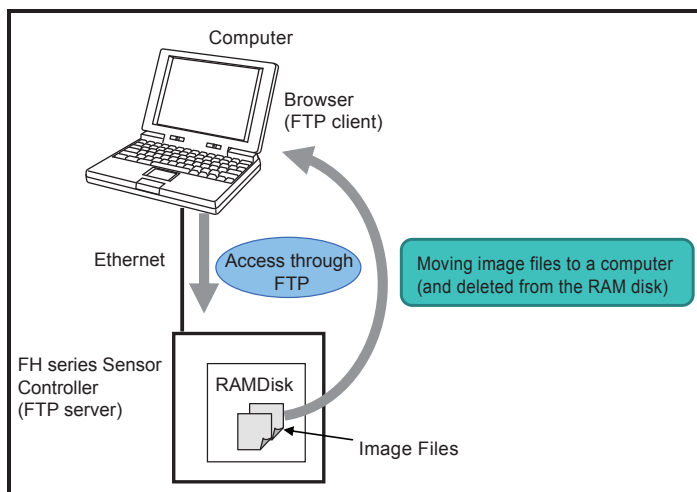 Computer
Browser
(FTP client)
Ethernet
Access through
FTP
Moving image files to a computer
(and deleted from the RAM disk)
FH series Sensor
Controller
(FTP server)
RAMDisk
Image Files